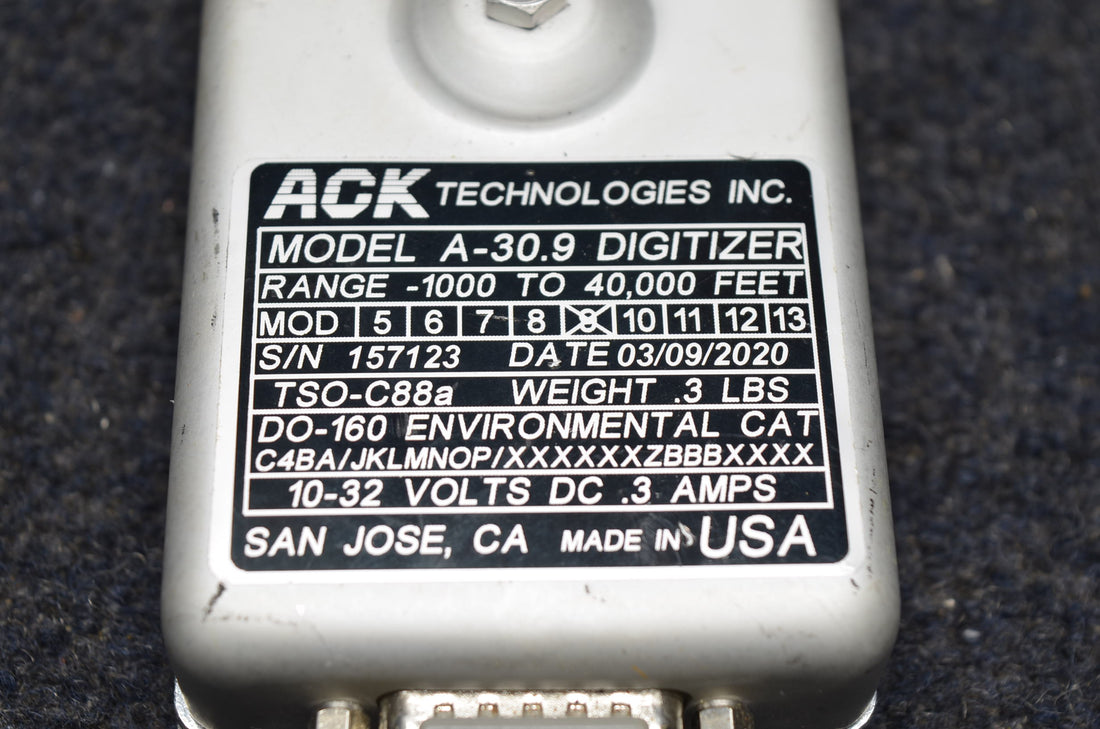 ACK TECHNOLOGIES INC.
MODEL A-30.9 DIGITIZER
RANGE -1000 TO 40,000 FEET
MOD 5 6 7 8 9 10 11 12 13
S/N 157123 DATE 03/09/2020
TSO-C88a WEIGHT .3 LBS
DO-160 ENVIRONMENTAL CAT
C4BA/JKLMNOP/XXXXXXZBBBXXXX
10-32 VOLTS DC .3 AMPS
SAN JOSE, CA MADE IN USA